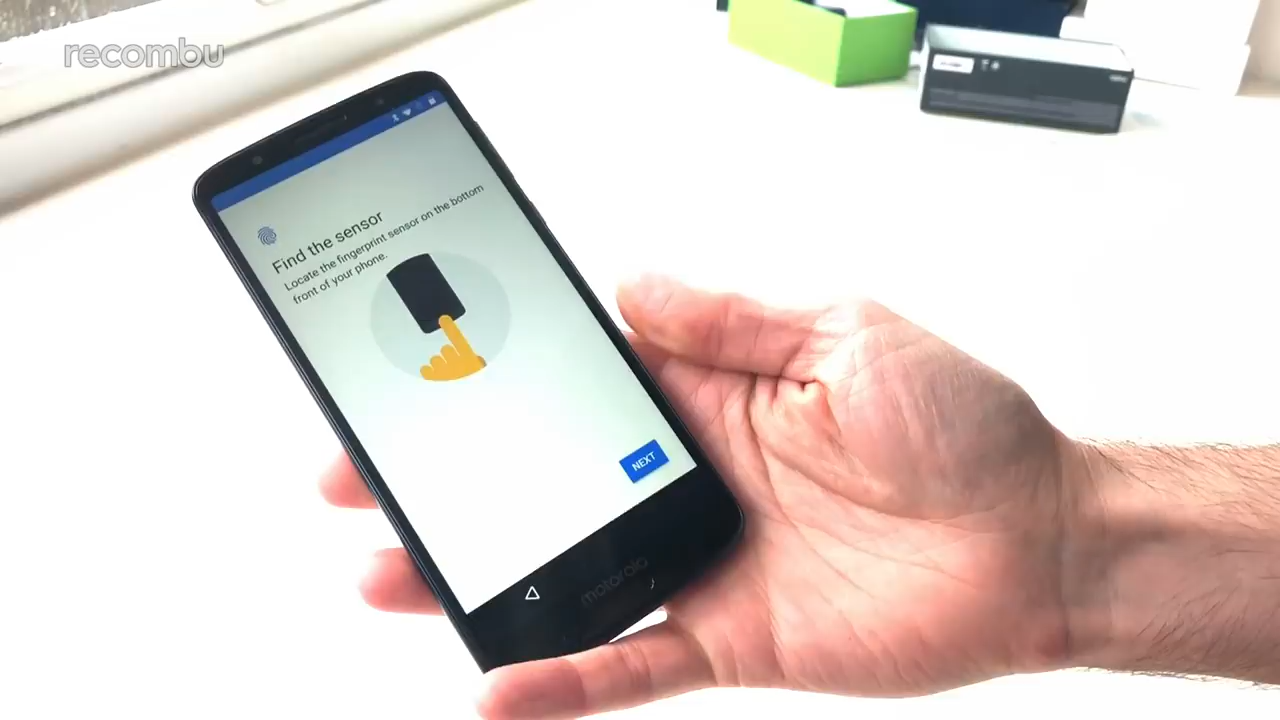 recombu
Find the sensor
Locate the fingerprint sensor on the bottom
front of your phone.
NEXT
motorola